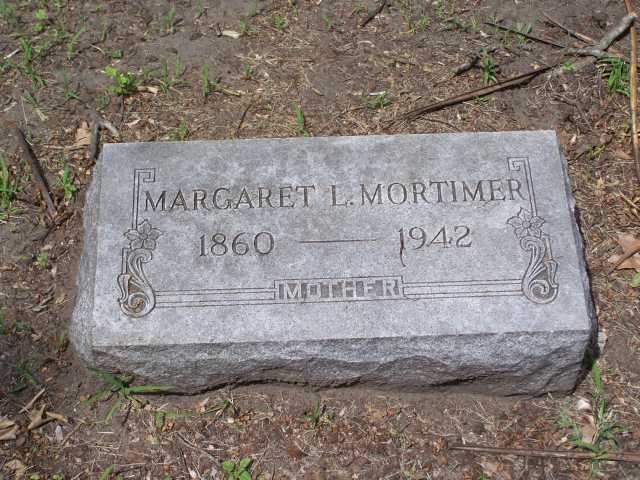 MARGARET L. MORTIMER
1860 — 1942
MOTHER